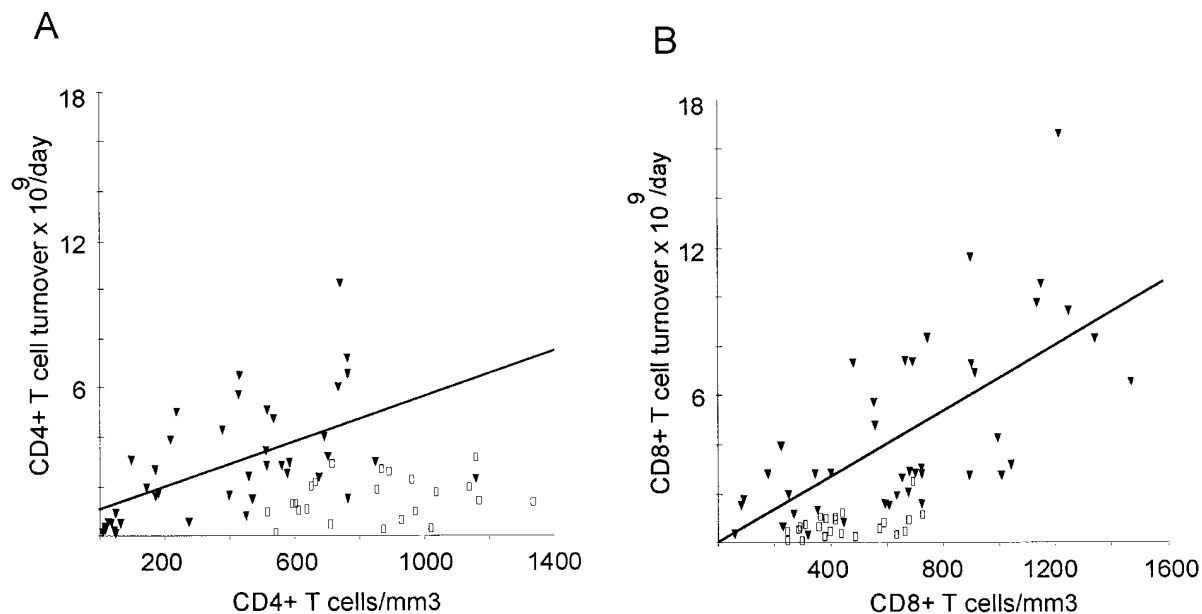 A
CD4+ T cell turnover x 10⁹/day
18
12
6
200 600 1000 1400
CD4+ T cells/mm3
B
CD8+ T cell turnover x 10⁹/day
18
12
6
400 800 1200 1600
CD8+ T cells/mm3